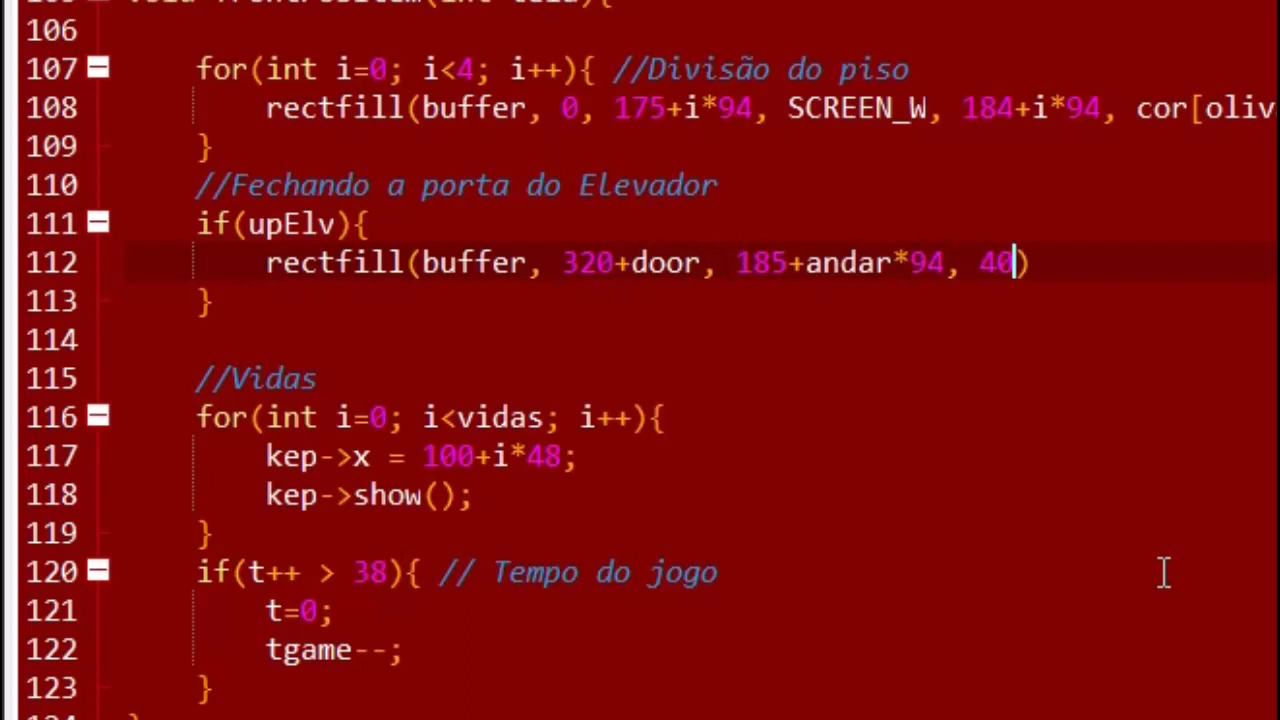 106
107 for(int i=0; i<4; i++){ //Divisão do piso
108 rectfill(buffer, 0, 175+i*94, SCREEN_W, 184+i*94, cor[oliv
109 }
110 //Fechando a porta do Elevador
111 if(upElv){
112 rectfill(buffer, 320+door, 185+andar*94, 40)
113 }
114
115 //Vidas
116 for(int i=0; i<vidas; i++){
117 kep->x = 100+i*48;
118 kep->show();
119 }
120 if(t++ > 38){ // Tempo do jogo
121 t=0;
122 tgame--;
123 }